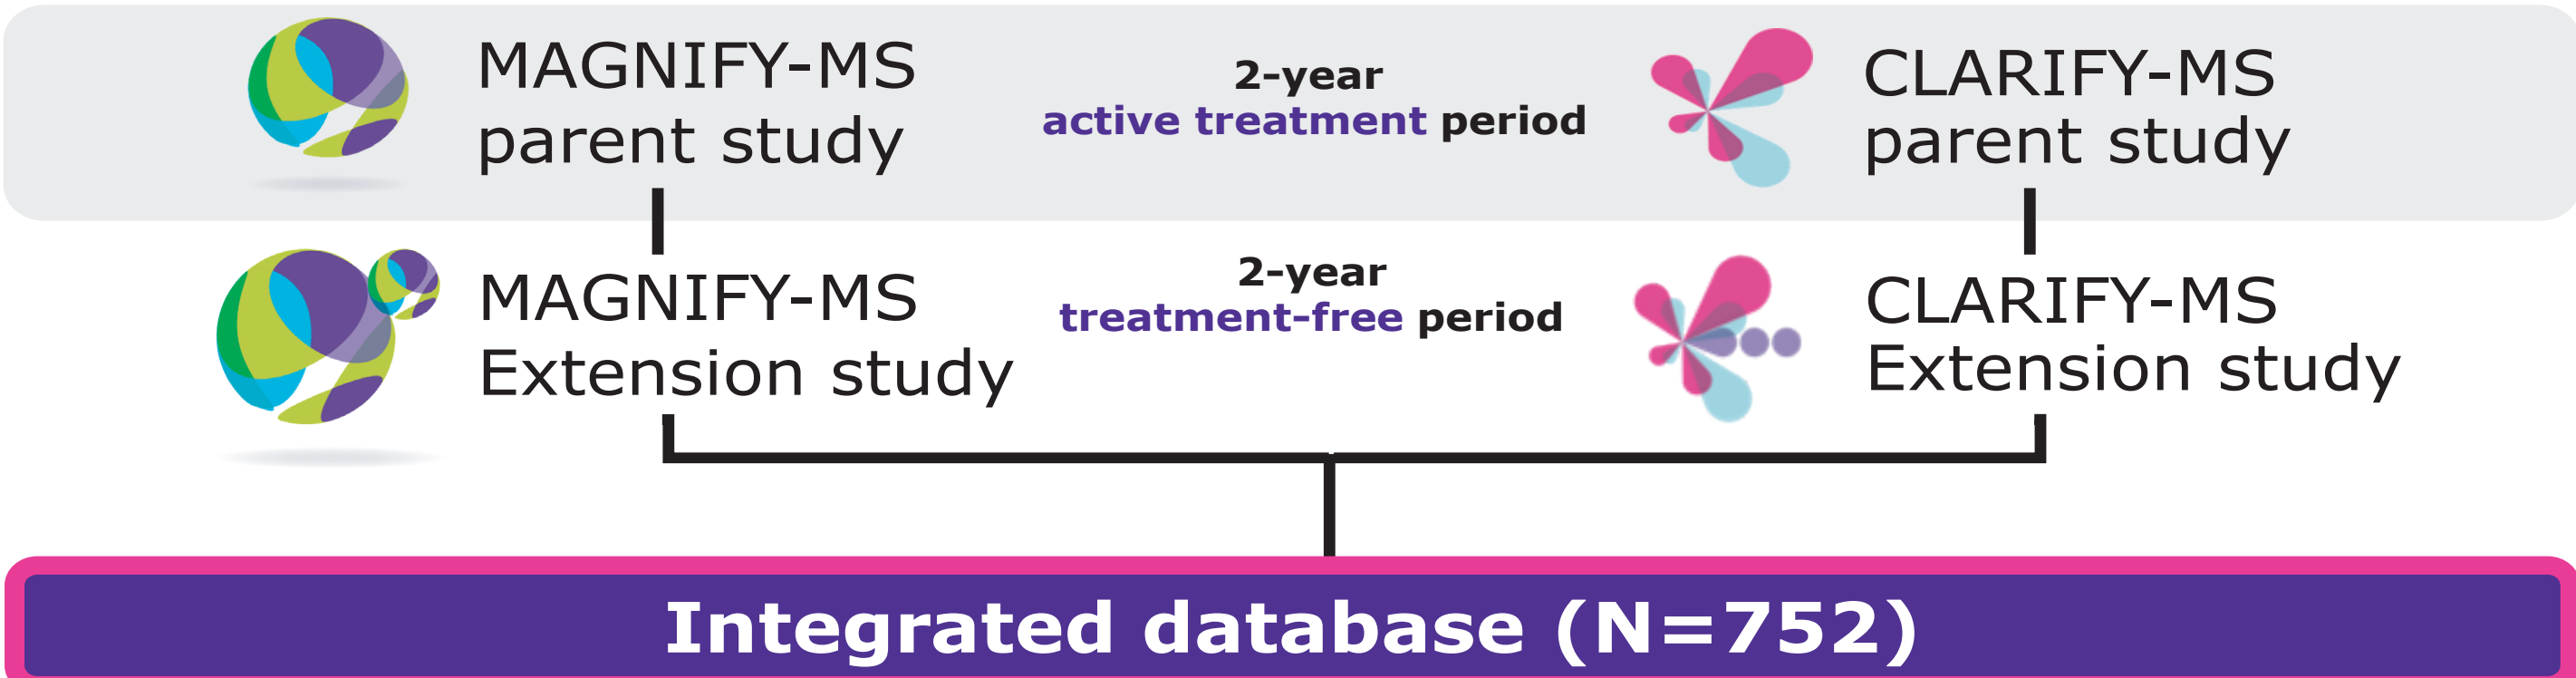 MAGNIFY-MS
parent study
2-year
active treatment period
CLARIFY-MS
parent study
MAGNIFY-MS
Extension study
2-year
treatment-free period
CLARIFY-MS
Extension study
Integrated database (N=752)